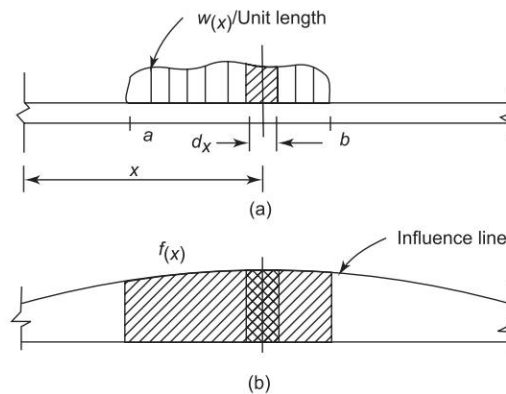 w(x)/Unit length
a
dx
b
x
(a)
f(x)
Influence line
(b)